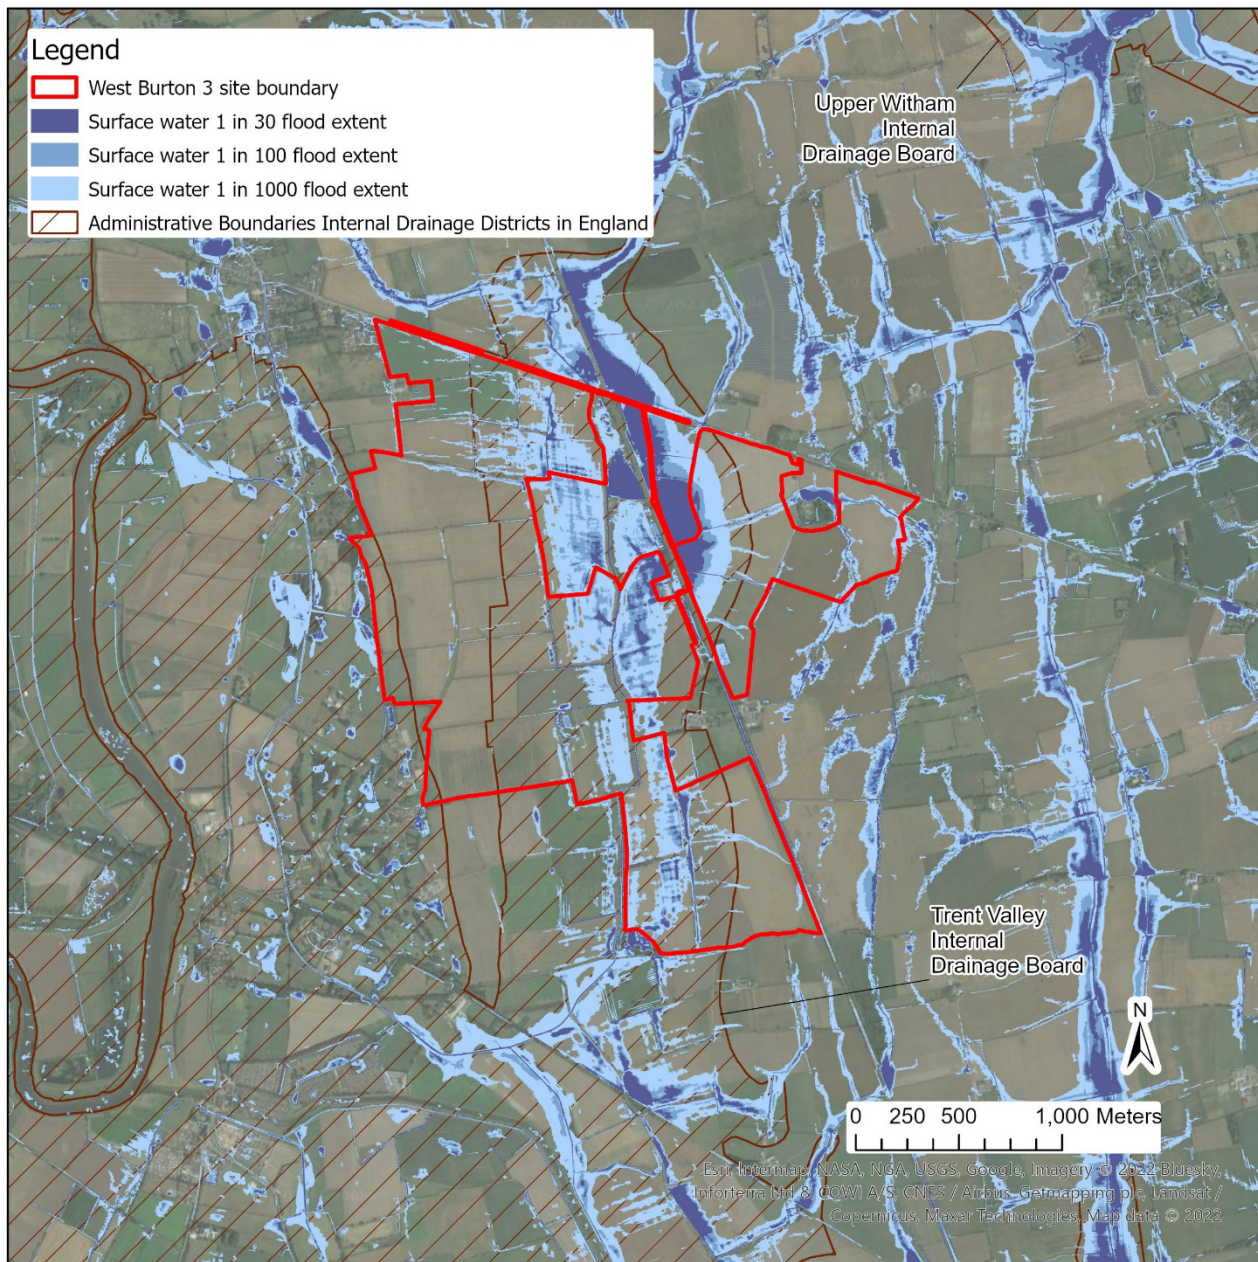 Legend
West Burton 3 site boundary
Surface water 1 in 30 flood extent
Surface water 1 in 100 flood extent
Surface water 1 in 1000 flood extent
Administrative Boundaries Internal Drainage Districts in England
Upper Witham
Internal
Drainage Board
Trent Valley
Internal
Drainage Board
N
0 250 500 1,000 Meters
Esri, Intermap, NASA, NGA, USGS, Google, Imagery © 2022 Bluesky,
Infoterra Ltd & COWI A/S, CNES / Airbus, Getmapping plc, Landsat /
Copernicus, Maxar Technologies, Map data © 2022